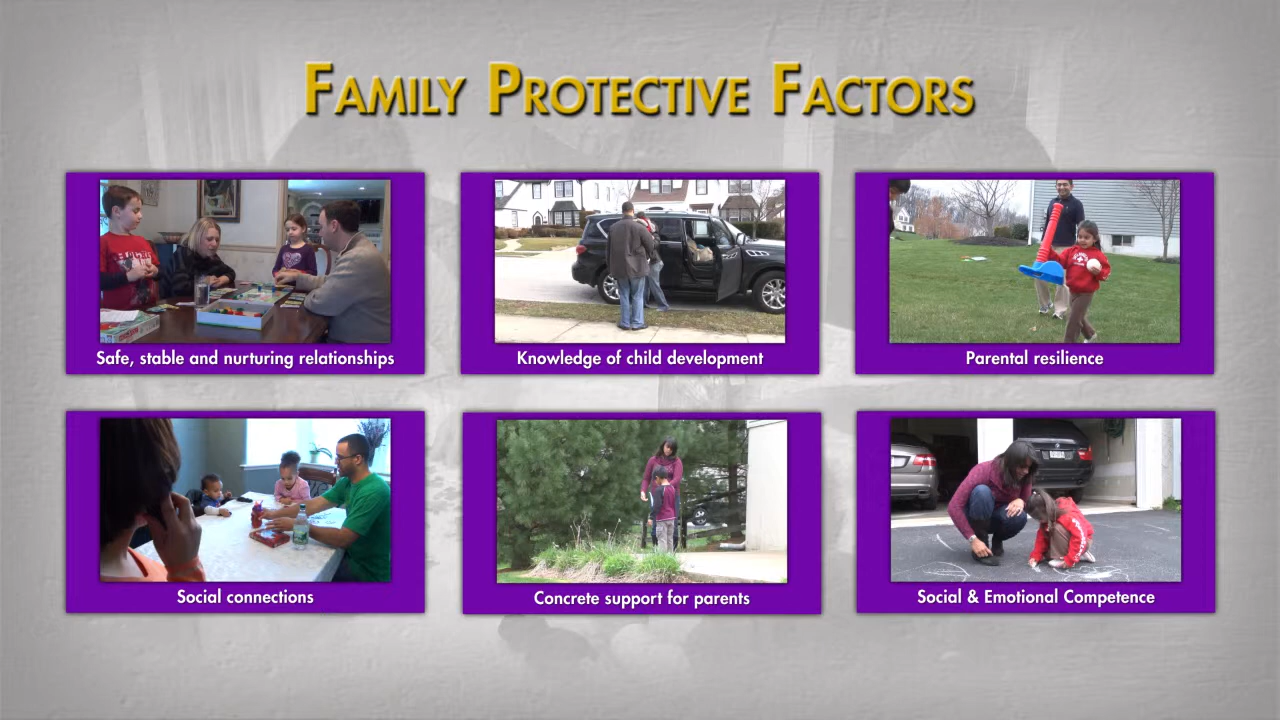 Family Protective Factors
Safe, stable and nurturing relationships
Knowledge of child development
Parental resilience
Social connections
Concrete support for parents
Social & Emotional Competence